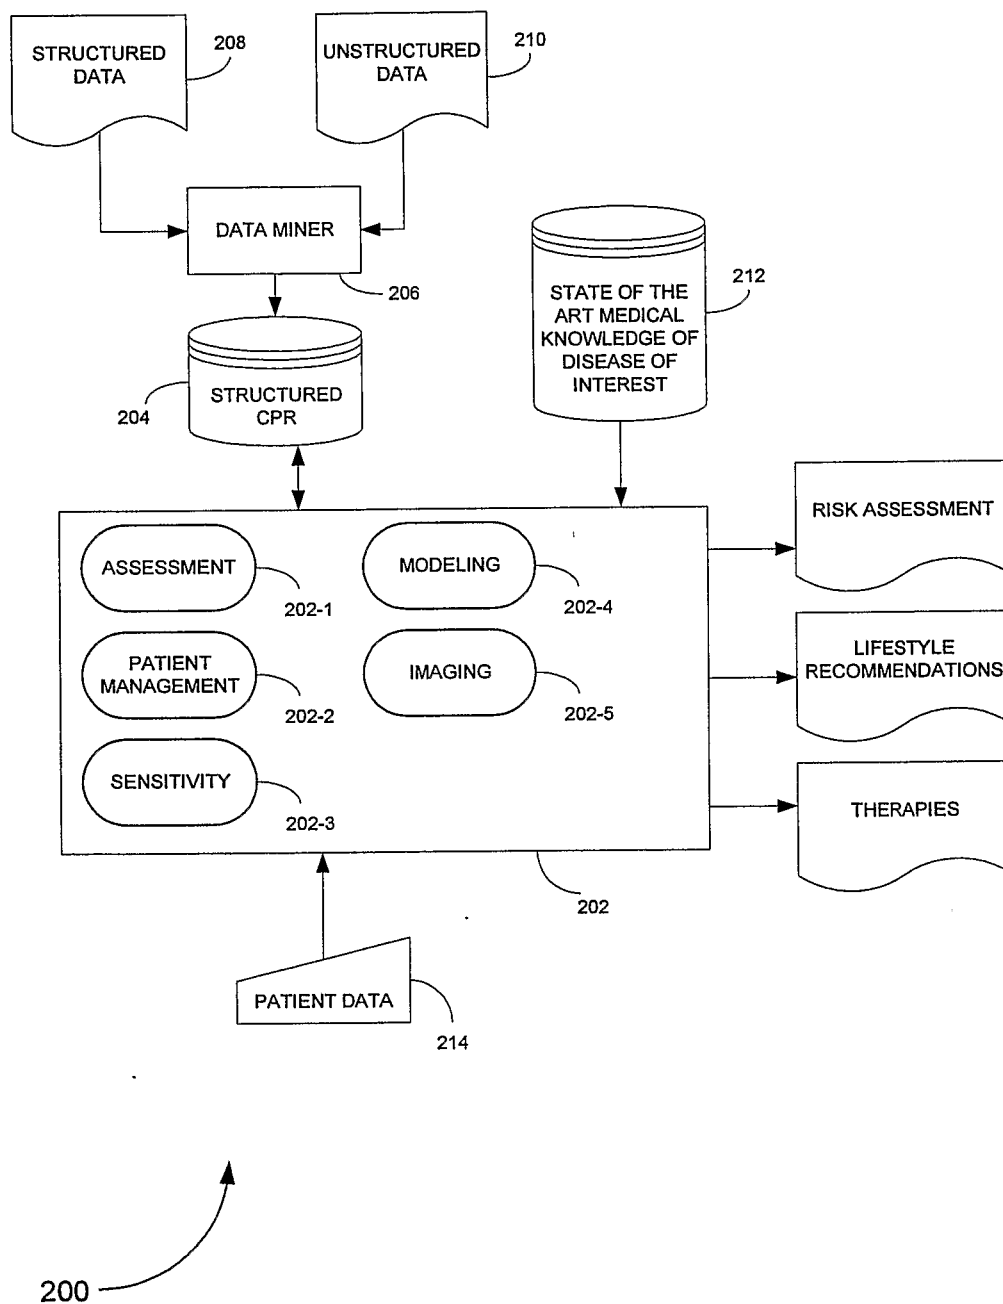 STRUCTURED
DATA
208
UNSTRUCTURED
DATA
210
DATA MINER
206
STRUCTURED
CPR
204
STATE OF THE
ART MEDICAL
KNOWLEDGE OF
DISEASE OF
INTEREST
212
ASSESSMENT
202-1
MODELING
202-4
PATIENT
MANAGEMENT
202-2
IMAGING
202-5
SENSITIVITY
202-3
202
RISK ASSESSMENT
LIFESTYLE
RECOMMENDATIONS
THERAPIES
PATIENT DATA
214
200